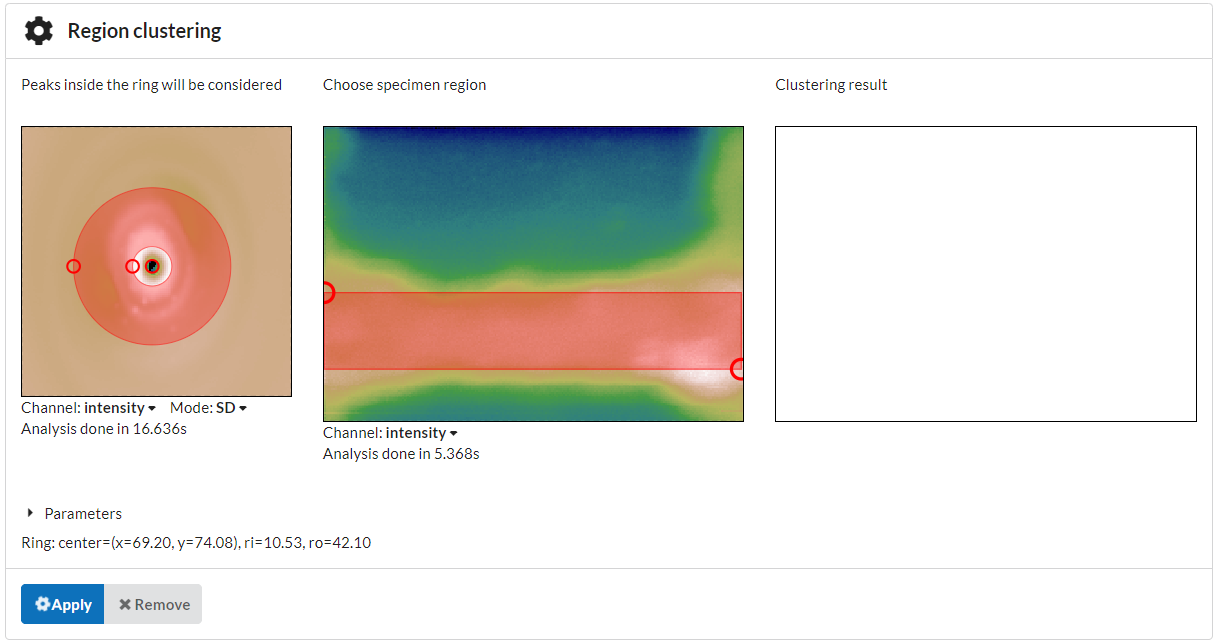 Region clustering
Peaks inside the ring will be considered
Choose specimen region
Clustering result
Channel: intensity Mode: SD
Analysis done in 16.636s
Channel: intensity
Analysis done in 5.368s
Parameters
Ring: center=(x=69.20, y=74.08), ri=10.53, ro=42.10
Apply
Remove